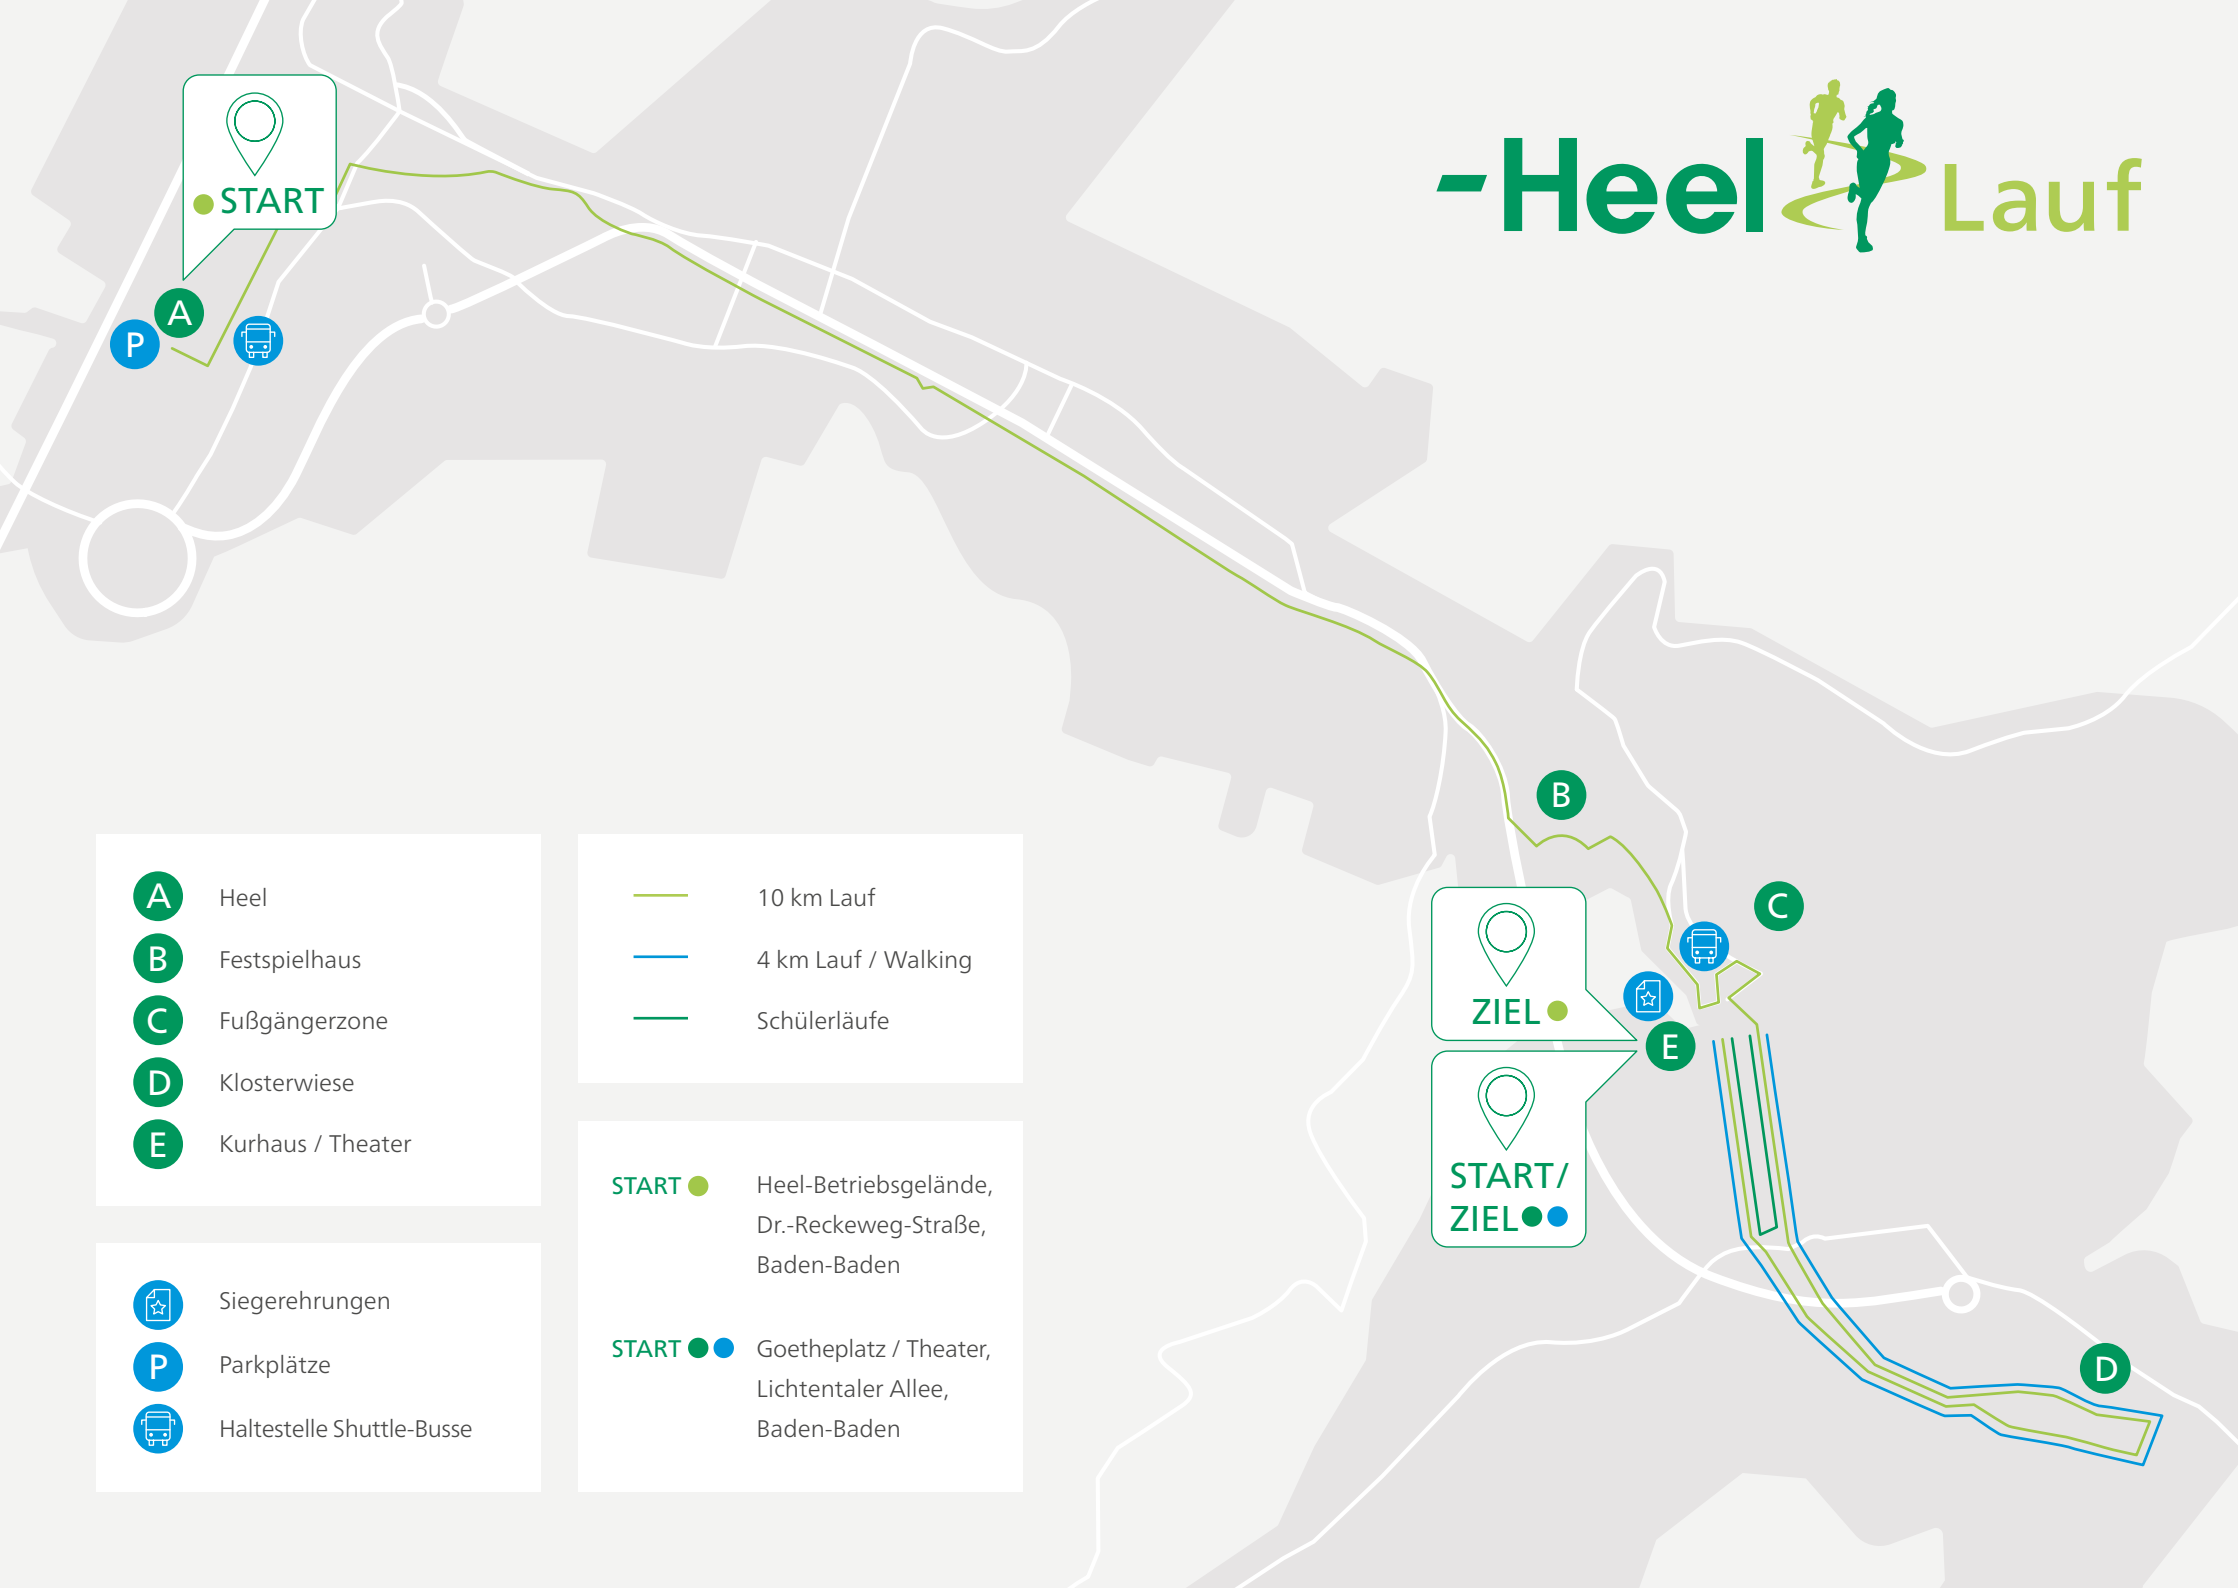 -Heel Lauf
START
A
P
B
C
ZIEL
E
START/
ZIEL
D
A Heel
B Festspielhaus
C Fußgängerzone
D Klosterwiese
E Kurhaus / Theater
Siegerehrungen
P Parkplätze
Haltestelle Shuttle-Busse
10 km Lauf
4 km Lauf / Walking
Schülerläufe
START Heel-Betriebsgelände,
Dr.-Reckeweg-Straße,
Baden-Baden
START Goetheplatz / Theater,
Lichtentaler Allee,
Baden-Baden